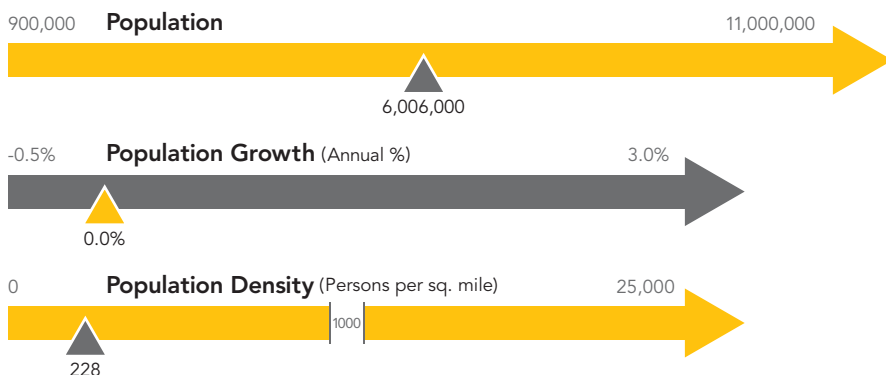 900,000 Population 11,000,000
6,006,000
-0.5% Population Growth (Annual %) 3.0%
0.0%
0 Population Density (Persons per sq. mile) 25,000
1000
228